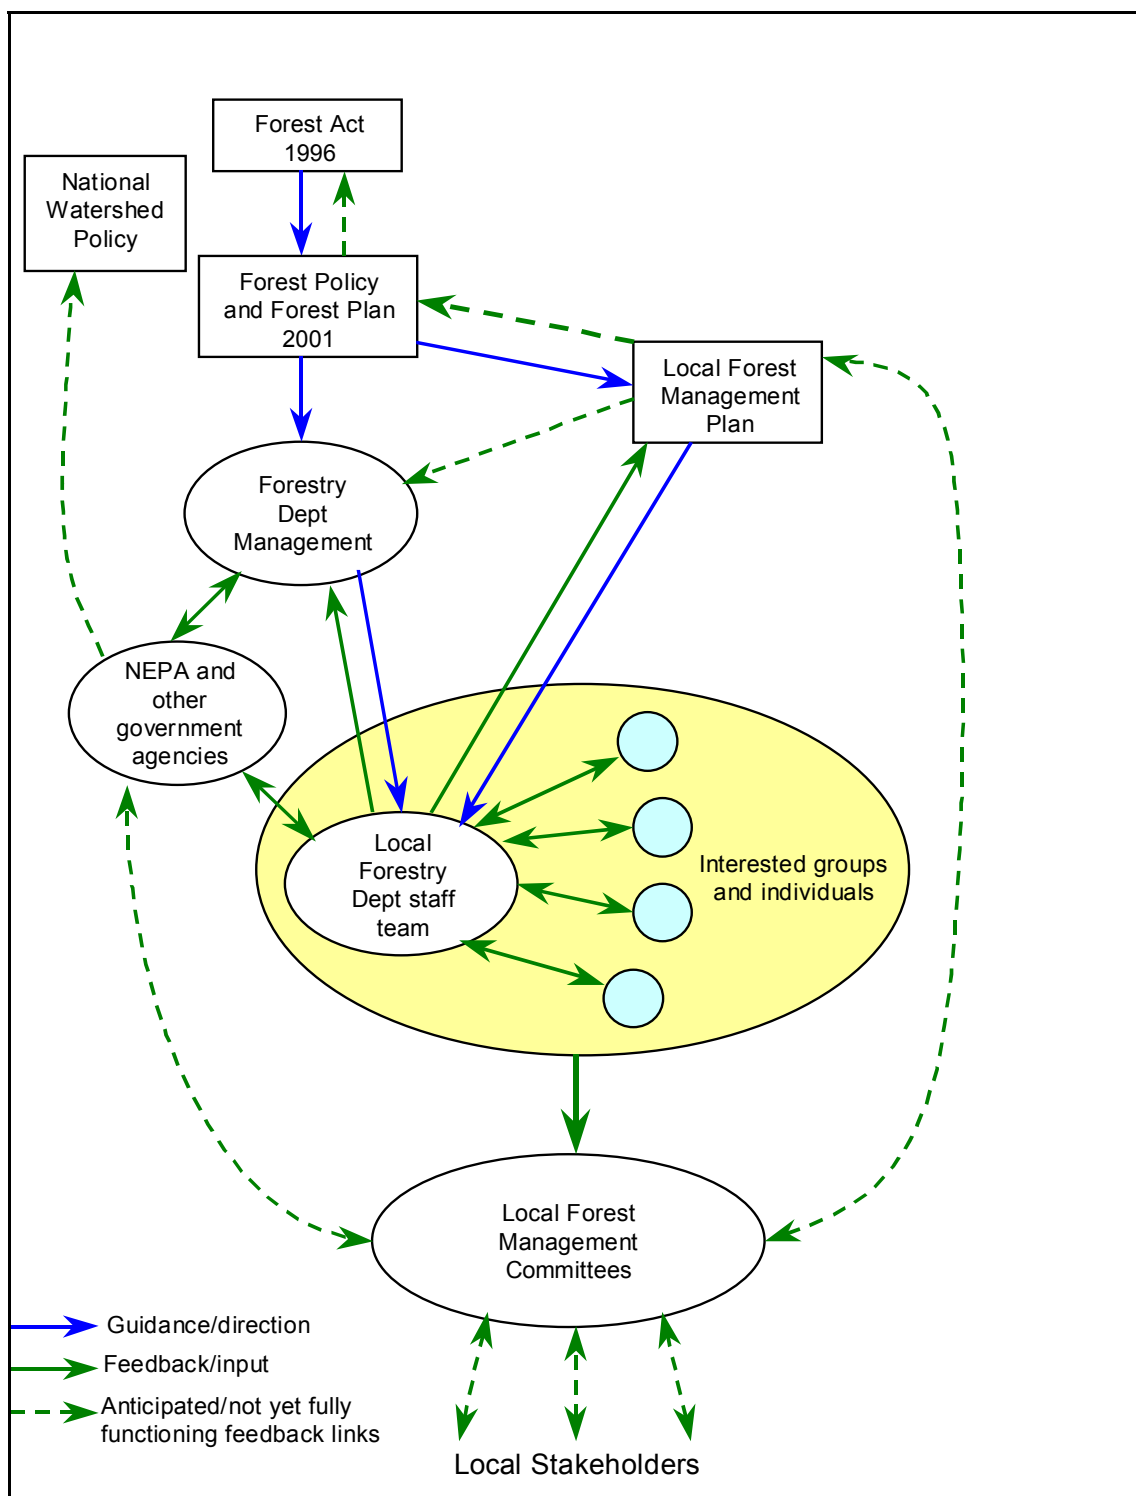 Forest Act
1996
National
Watershed
Policy
Forest Policy
and Forest Plan
2001
Local Forest
Management
Plan
Forestry
Dept
Management
NEPA and
other
government
agencies
Local
Forestry
Dept staff
team
Interested groups
and individuals
Local Forest
Management
Committees
Guidance/direction
Feedback/input
Anticipated/not yet fully
functioning feedback links
Local Stakeholders